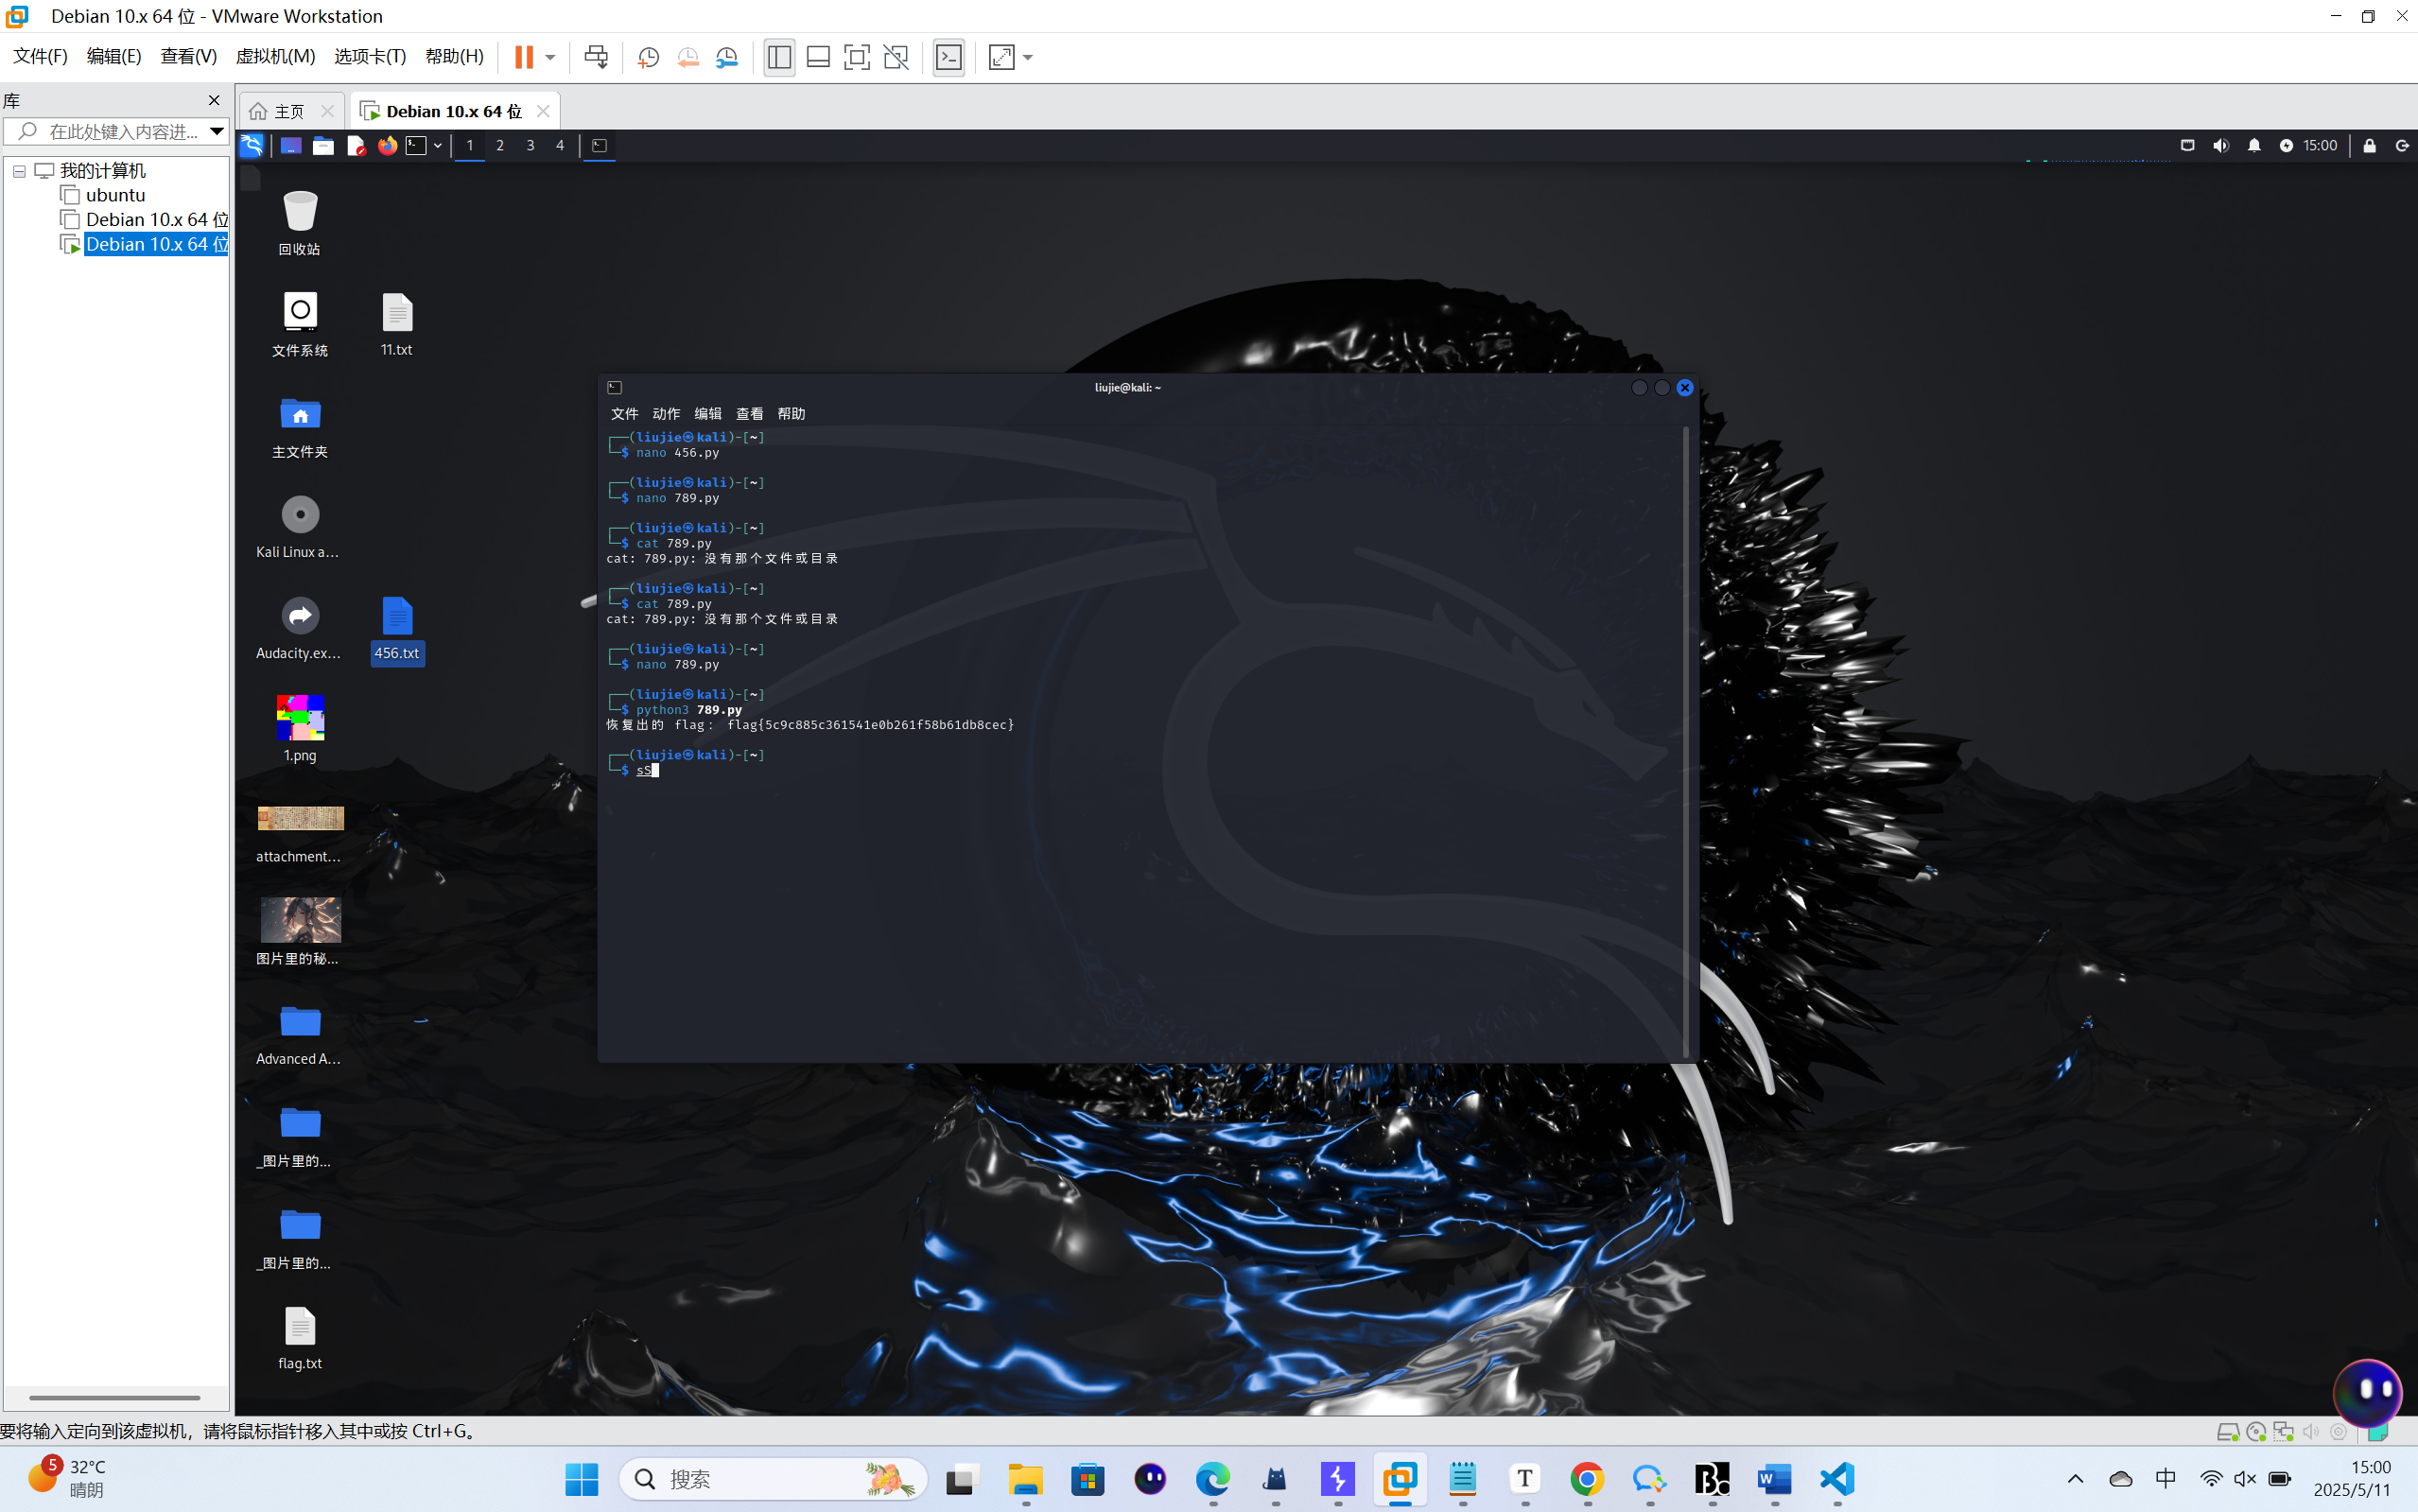 Debian 10.x 64 位 - VMware Workstation
文件(F) 编辑(E) 查看(V) 虚拟机(M) 选项卡(T) 帮助(H)
库
在此处键入内容进...
我的计算机
ubuntu
Debian 10.x 64 位
Debian 10.x 64 位
主页
Debian 10.x 64 位
1 2 3 4
15:00
回收站
文件系统
11.txt
主文件夹
Kali Linux a...
Audacity.ex...
456.txt
1.png
attachment...
图片里的秘...
Advanced A...
_图片里的...
_图片里的...
flag.txt
liujie@kali: ~
文件 动作 编辑 查看 帮助
┌──(liujie㉿kali)-[~]
└─$ nano 456.py
┌──(liujie㉿kali)-[~]
└─$ nano 789.py
┌──(liujie㉿kali)-[~]
└─$ cat 789.py
cat: 789.py: 没有那个文件或目录
┌──(liujie㉿kali)-[~]
└─$ cat 789.py
cat: 789.py: 没有那个文件或目录
┌──(liujie㉿kali)-[~]
└─$ nano 789.py
┌──(liujie㉿kali)-[~]
└─$ python3 789.py
恢复出的 flag： flag{5c9c885c361541e0b261f58b61db8cec}
┌──(liujie㉿kali)-[~]
└─$ sS
要将输入定向到该虚拟机，请将鼠标指针移入其中或按 Ctrl+G。
5
32°C
晴朗
搜索
中
15:00
2025/5/11